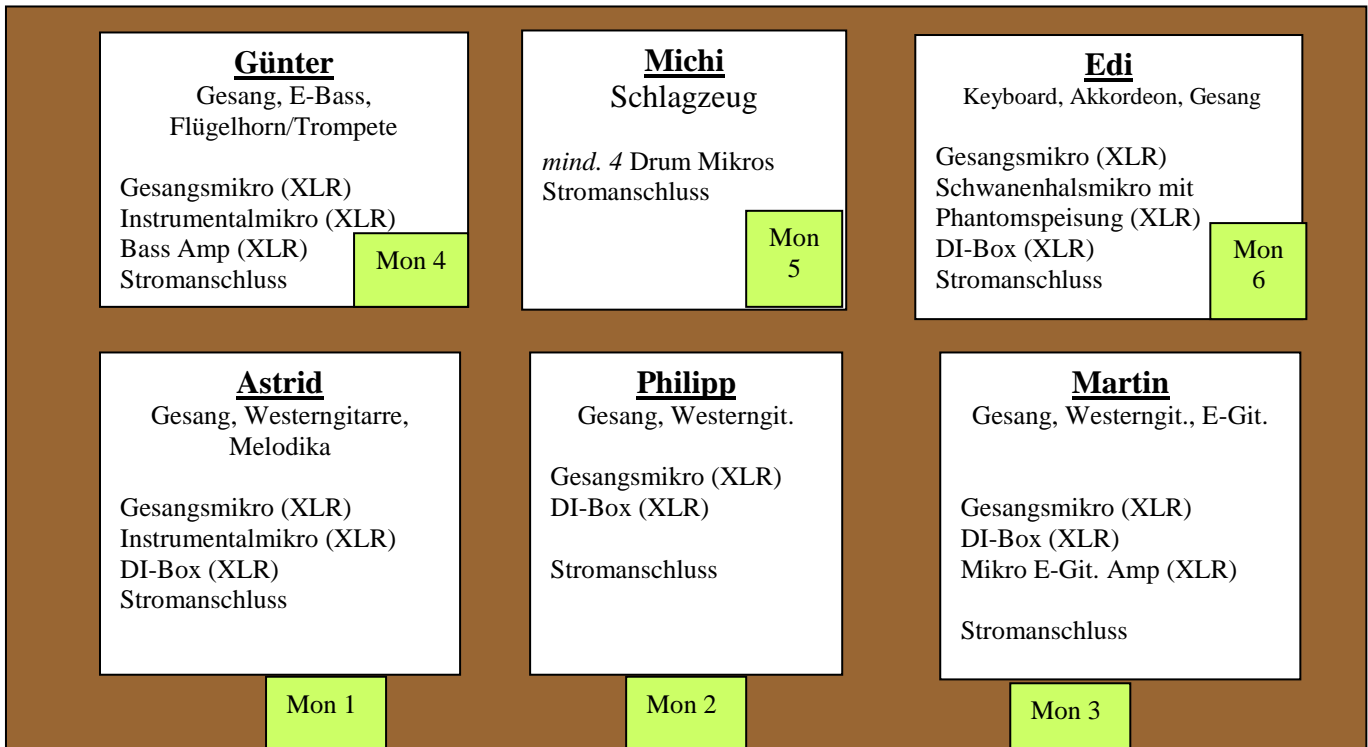 Günter
Gesang, E-Bass,
Flügelhorn/Trompete
Gesangsmikro (XLR)
Instrumentalmikro (XLR)
Bass Amp (XLR)
Stromanschluss
Mon 4
Michi
Schlagzeug
mind. 4 Drum Mikros
Stromanschluss
Mon
5
Edi
Keyboard, Akkordeon, Gesang
Gesangsmikro (XLR)
Schwanenhalsmikro mit
Phantomspeisung (XLR)
DI-Box (XLR)
Stromanschluss
Mon
6
Astrid
Gesang, Westerngitarre,
Melodika
Gesangsmikro (XLR)
Instrumentalmikro (XLR)
DI-Box (XLR)
Stromanschluss
Mon 1
Philipp
Gesang, Westerngit.
Gesangsmikro (XLR)
DI-Box (XLR)
Stromanschluss
Mon 2
Martin
Gesang, Westerngit., E-Git.
Gesangsmikro (XLR)
DI-Box (XLR)
Mikro E-Git. Amp (XLR)
Stromanschluss
Mon 3